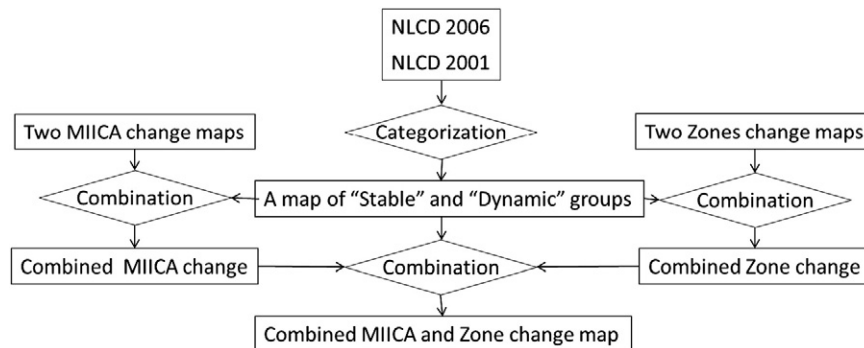 NLCD 2006
NLCD 2001
Two MIICA change maps
Categorization
Two Zones change maps
Combination
A map of “Stable” and “Dynamic” groups
Combination
Combined MIICA change
Combination
Combined Zone change
Combined MIICA and Zone change map